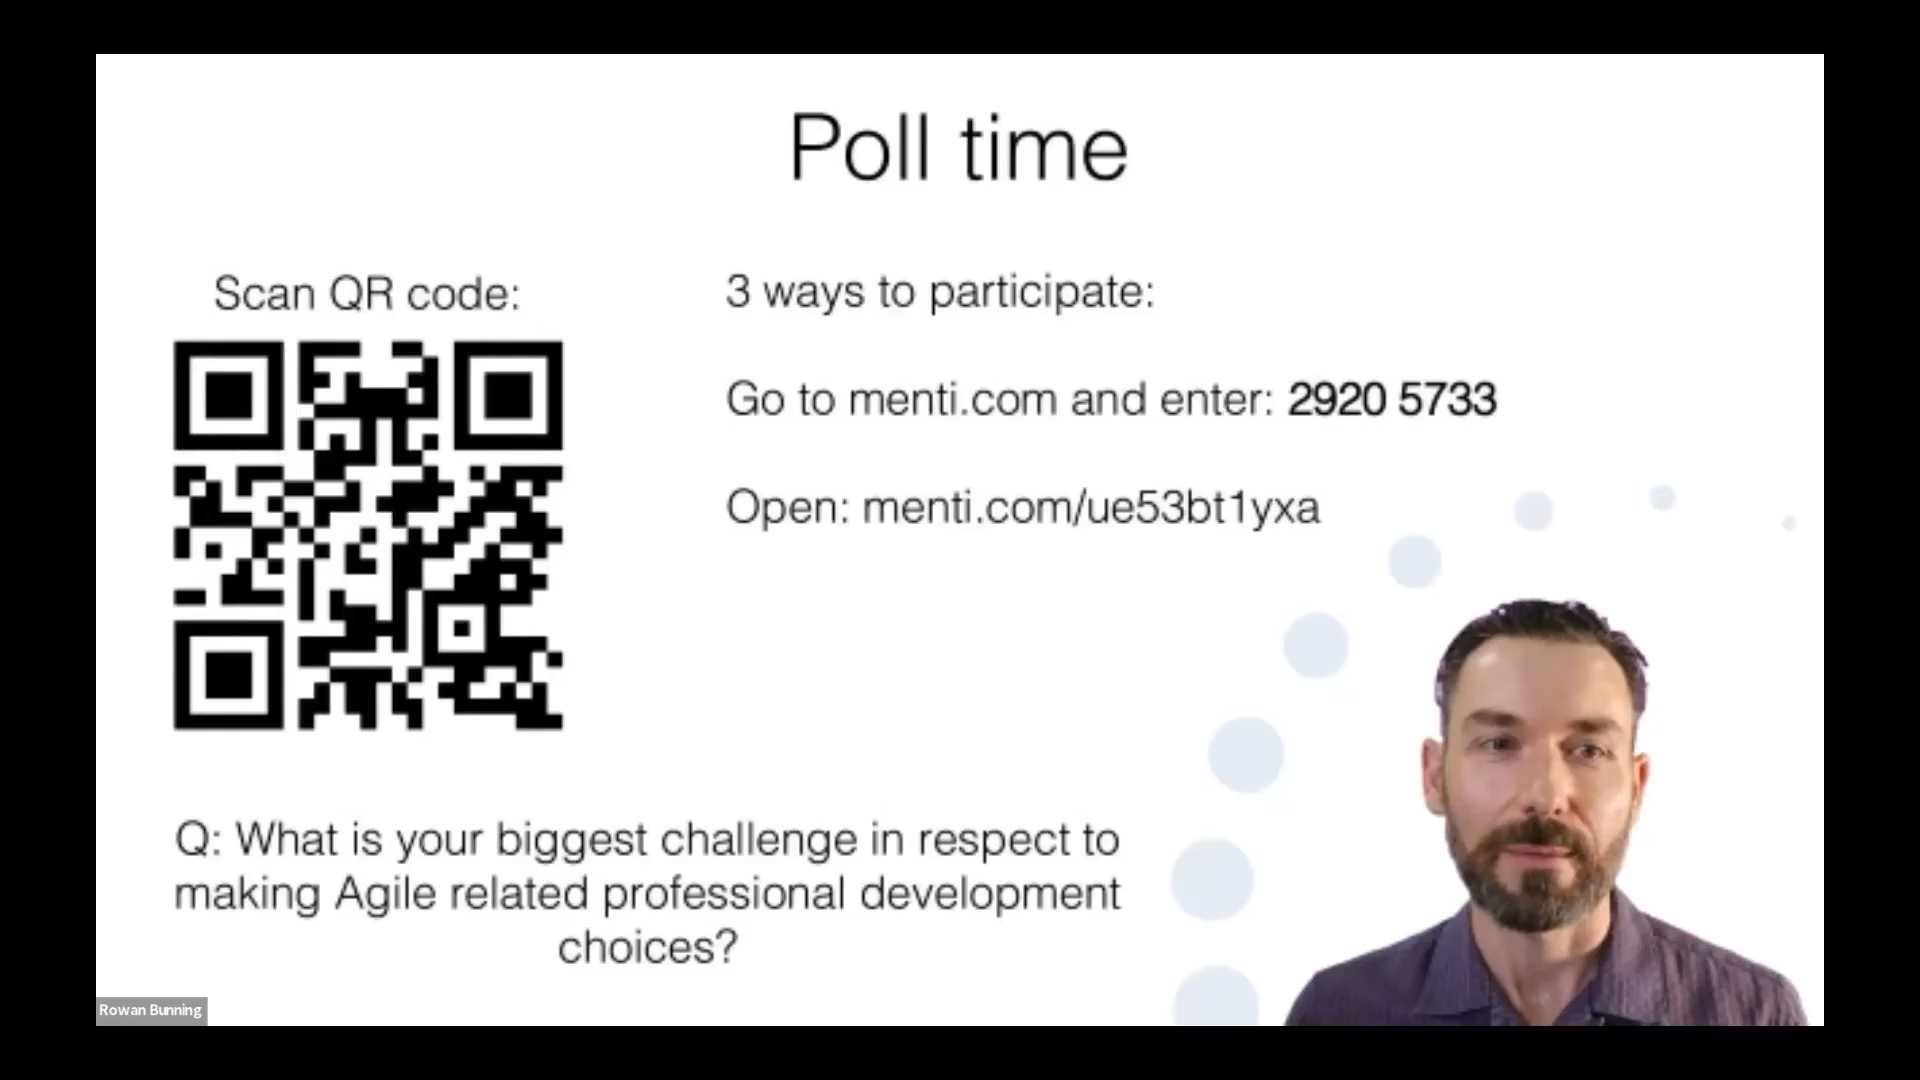 Poll time
Scan QR code:
3 ways to participate:
Go to menti.com and enter: 2920 5733
Open: menti.com/ue53bt1yxa
Q: What is your biggest challenge in respect to
making Agile related professional development
choices?
Rowan Bunning